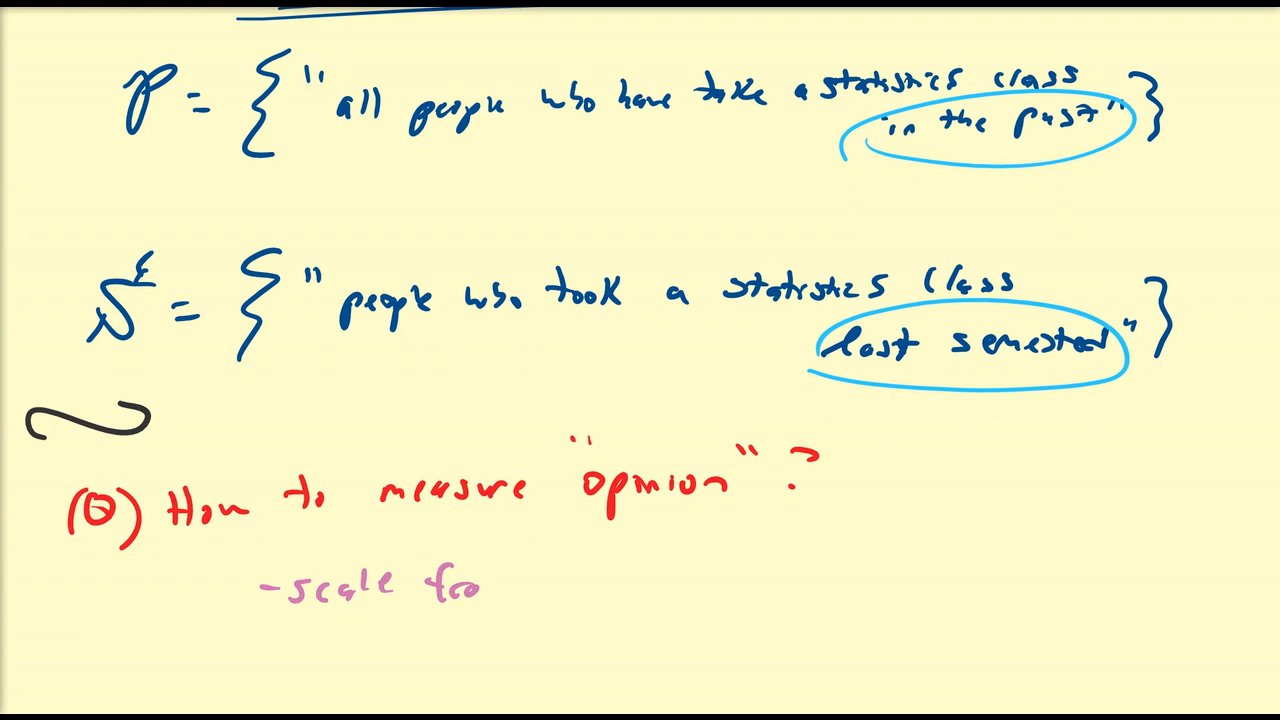 P = { "all people who have take a statistics class
in the past" }
S = { "people who took a statistics class
last semester" }
(Q) How to measure "opinion"?
- scale fro